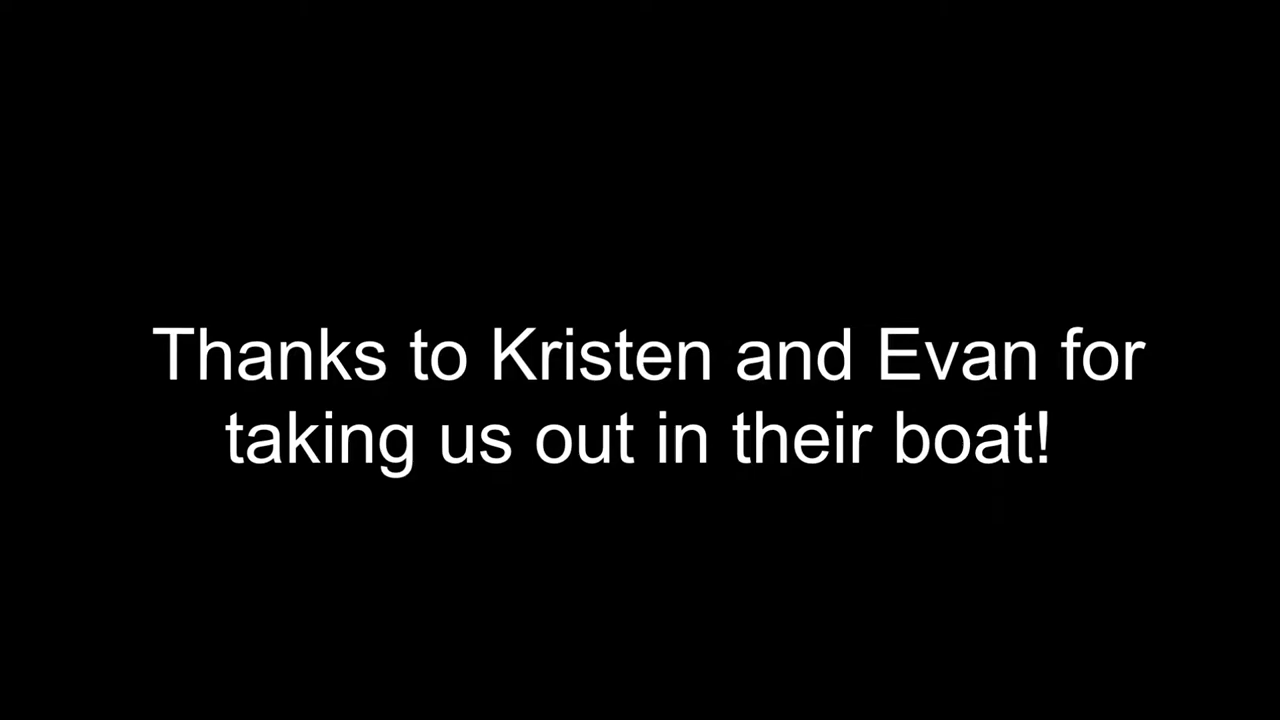 Thanks to Kristen and Evan for
taking us out in their boat!